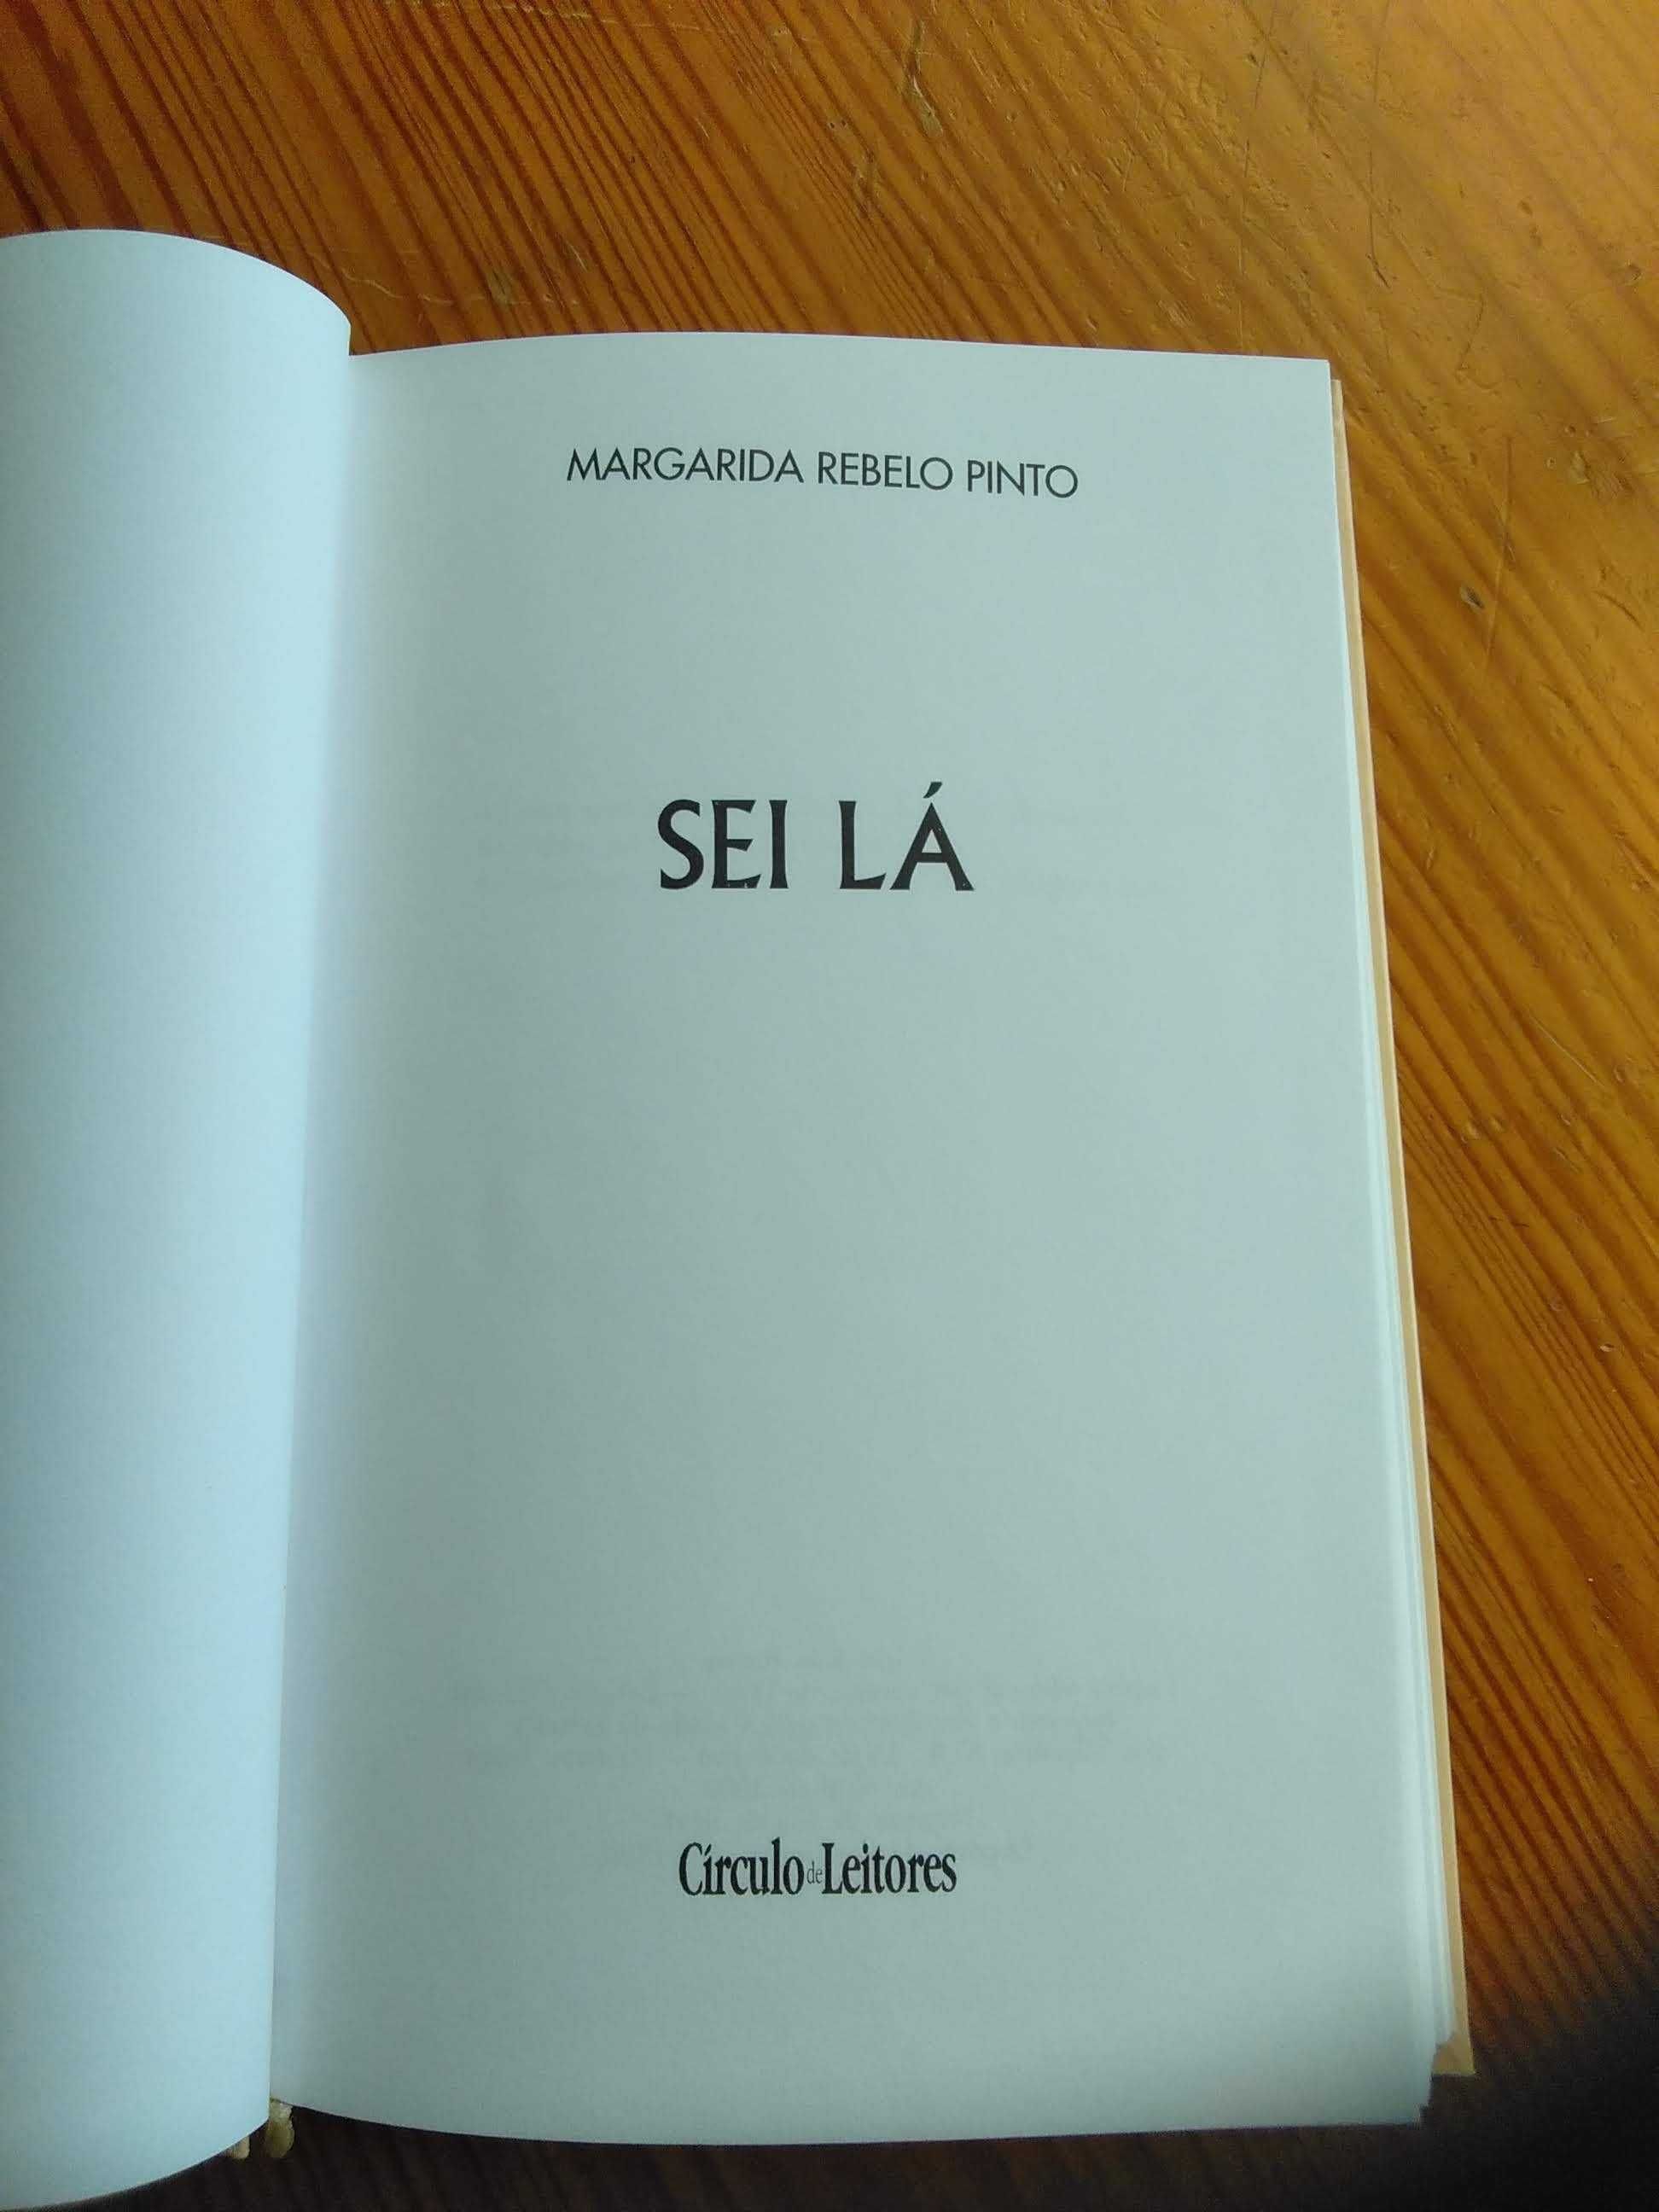 MARGARIDA REBELO PINTO
SEI LÁ
Círculo de Leitores